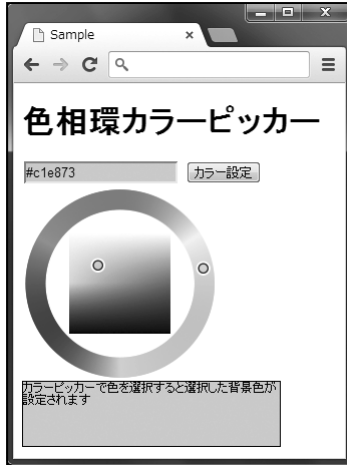 Sample
色相環カラーピッカー
#c1e873
カラー設定
カラーピッカーで色を選択すると選択した背景色が
設定されます